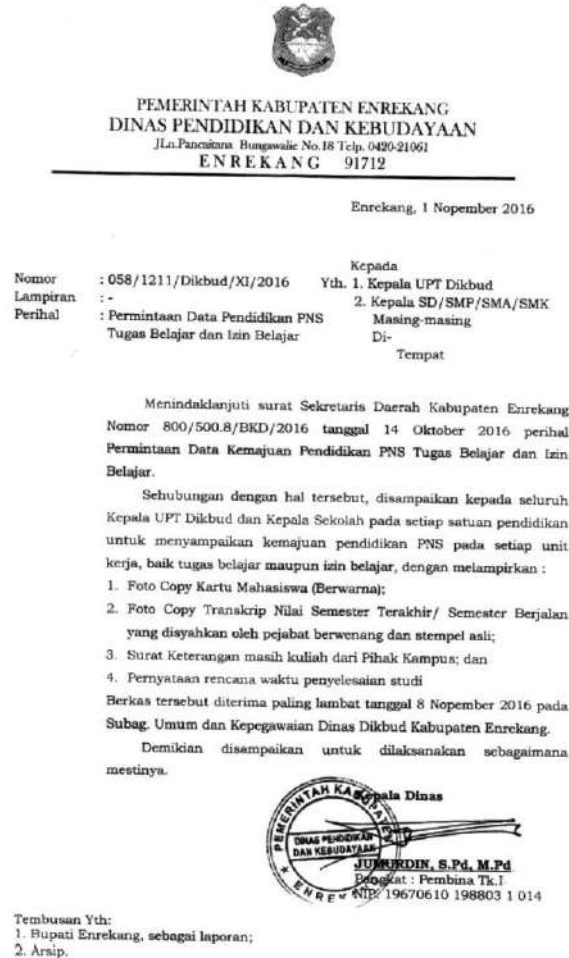 PEMERINTAH KABUPATEN ENREKANG
DINAS PENDIDIKAN DAN KEBUDAYAAN
JLn.Pancaitana Bungawalie No.18 Telp. 0420-21061
ENREKANG 91712
Enrekang, 1 Nopember 2016
Kepada
Nomor : 058/1211/Dikbud/XI/2016 Yth. 1. Kepala UPT Dikbud
Lampiran : - 2. Kepala SD/SMP/SMA/SMK
Perihal : Permintaan Data Pendidikan PNS Masing-masing
Tugas Belajar dan Izin Belajar Di-
Tempat
Menindaklanjuti surat Sekretaris Daerah Kabupaten Enrekang
Nomor 800/500.8/BKD/2016 tanggal 14 Oktober 2016 perihal
Permintaan Data Kemajuan Pendidikan PNS Tugas Belajar dan Izin
Belajar.
Sehubungan dengan hal tersebut, disampaikan kepada seluruh
Kepala UPT Dikbud dan Kepala Sekolah pada setiap satuan pendidikan
untuk menyampaikan kemajuan pendidikan PNS pada setiap unit
kerja, baik tugas belajar maupun izin belajar, dengan melampirkan :
1. Foto Copy Kartu Mahasiswa (Berwarna);
2. Foto Copy Transkrip Nilai Semester Terakhir/ Semester Berjalan
yang disyahkan oleh pejabat berwenang dan stempel asli;
3. Surat Keterangan masih kuliah dari Pihak Kampus; dan
4. Pernyataan rencana waktu penyelesaian studi
Berkas tersebut diterima paling lambat tanggal 8 Nopember 2016 pada
Subag. Umum dan Kepegawaian Dinas Dikbud Kabupaten Enrekang.
Demikian disampaikan untuk dilaksanakan sebagaimana
mestinya.
Kepala Dinas
PEMERINTAH KABUPATEN
DINAS PENDIDIKAN
DAN KEBUDAYAAN
ENREKANG
JUMURDIN, S.Pd, M.Pd
Pangkat : Pembina Tk.I
NIP: 19670610 198803 1 014
Tembusan Yth:
1. Bupati Enrekang, sebagai laporan;
2. Arsip.